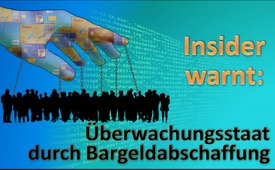 Insider
warnt:
Überwachungsstaat
durch Bargeldabschaffung